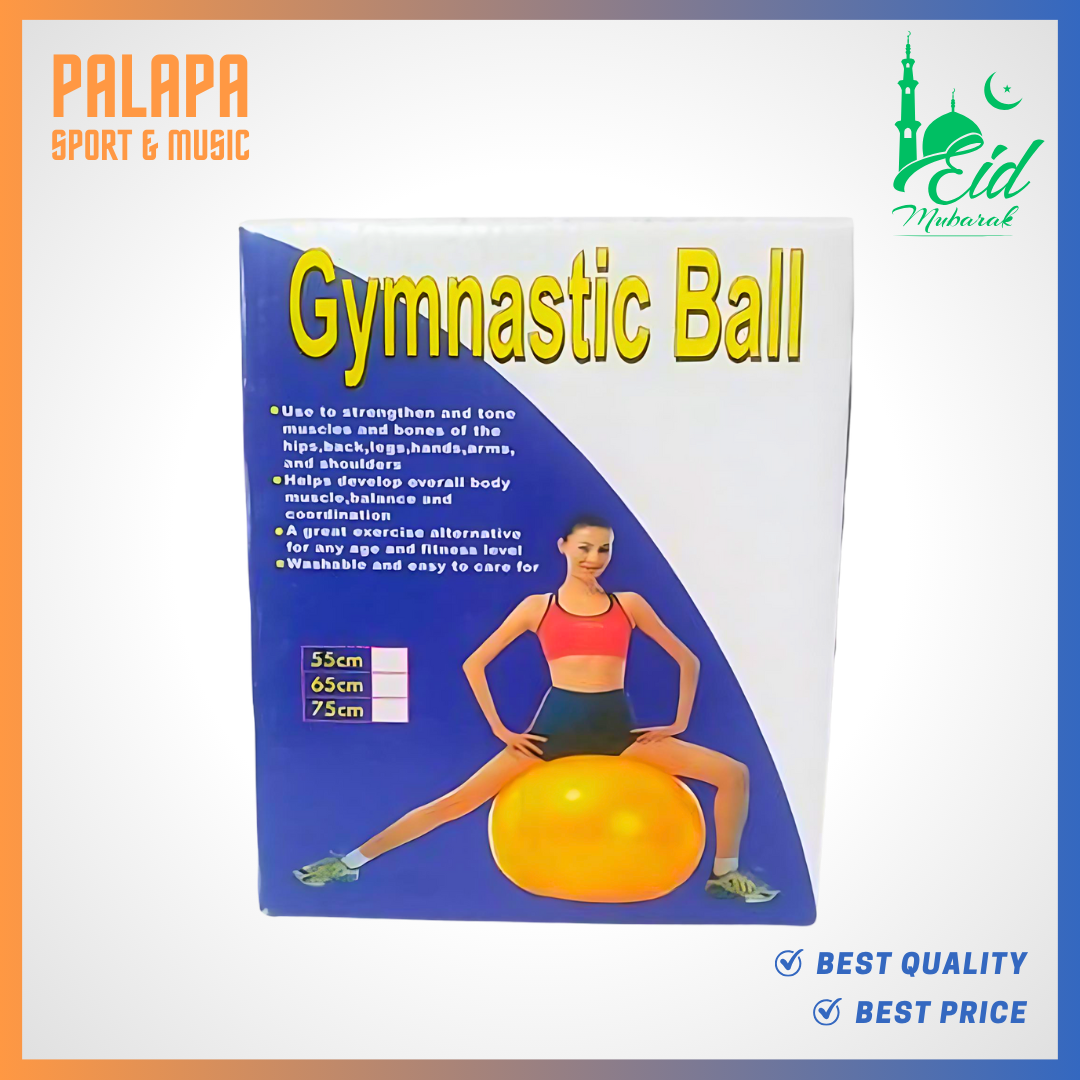 PALAPA
SPORT & MUSIC
Eid
Mubarak
Gymnastic Ball
Use to strengthen and tone
muscles and bones of the
hips,back,legs,hands,arms,
and shoulders
Helps develop overall body
muscle,balance and
coordination
A great exercise alternative
for any age and fitness level
Washable and easy to care for
55cm
65cm
75cm
BEST QUALITY
BEST PRICE